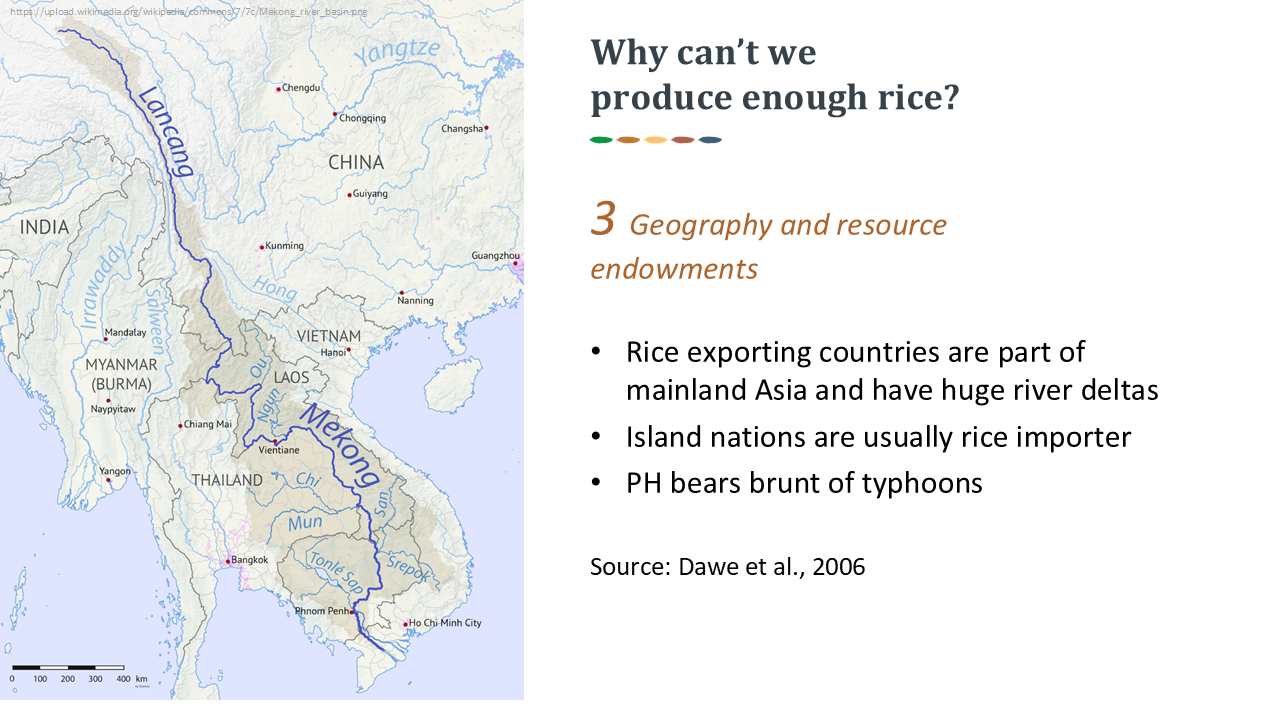 https://upload.wikimedia.org/wikipedia/commons/7/7c/Mekong_river_basin.png
Yangtze
Chengdu
Lancang
Chongqing
Changsha
CHINA
Guiyang
INDIA
Kunming
Guangzhou
Irrawaddy
Salween
Hong
Nanning
Mandalay
VIETNAM
Hanoi
MYANMAR
(BURMA)
Ou
LAOS
Naypyitaw
Ngun
Chiang Mai
Mekong
Vientiane
Yangon
THAILAND
Chi
San
Mun
Bangkok
Tonlé Sap
Srepok
Phnom Penh
Ho Chi Minh City
0 100 200 300 400 km
Why can’t we
produce enough rice?
3 Geography and resource
endowments
• Rice exporting countries are part of
mainland Asia and have huge river deltas
• Island nations are usually rice importer
• PH bears brunt of typhoons
Source: Dawe et al., 2006